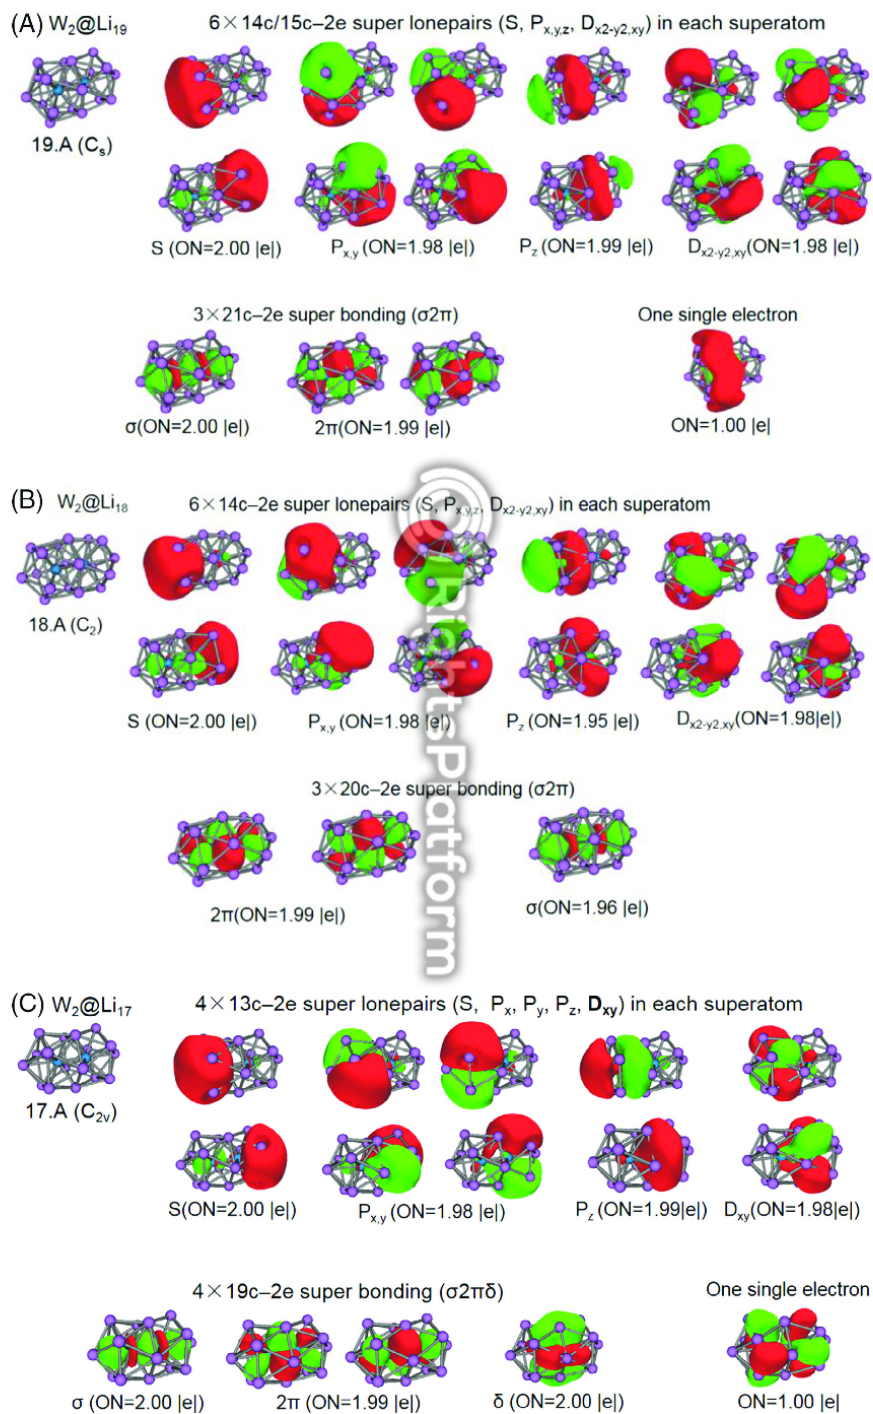 (A) W₂@Li₁₉ 6×14c/15c–2e super lonepairs (S, Pₓ,ᵧ,z, Dx2-y2,xy) in each superatom
19.A (Cₛ)
S (ON=2.00 |e|) Px,y (ON=1.98 |e|) Pz (ON=1.99 |e|) Dx2-y2,xy(ON=1.98 |e|)
3×21c–2e super bonding (σ2π) One single electron
σ(ON=2.00 |e|) 2π(ON=1.99 |e|) ON=1.00 |e|
(B) W₂@Li₁₈ 6×14c–2e super lonepairs (S, Px,y,z, Dx2-y2,xy) in each superatom
18.A (C₂)
S (ON=2.00 |e|) Px,y (ON=1.98 |e|) Pz (ON=1.95 |e|) Dx2-y2,xy(ON=1.98|e|)
3×20c–2e super bonding (σ2π)
2π(ON=1.99 |e|) σ(ON=1.96 |e|)
(C) W₂@Li₁₇ 4×13c–2e super lonepairs (S, Px, Py, Pz, Dxy) in each superatom
17.A (C₂ᵥ)
S(ON=2.00 |e|) Px,y (ON=1.98 |e|) Pz (ON=1.99|e|) Dxy(ON=1.98|e|)
4×19c–2e super bonding (σ2πδ) One single electron
σ (ON=2.00 |e|) 2π (ON=1.99 |e|) δ (ON=2.00 |e|) ON=1.00 |e|
©iRightsPlattform